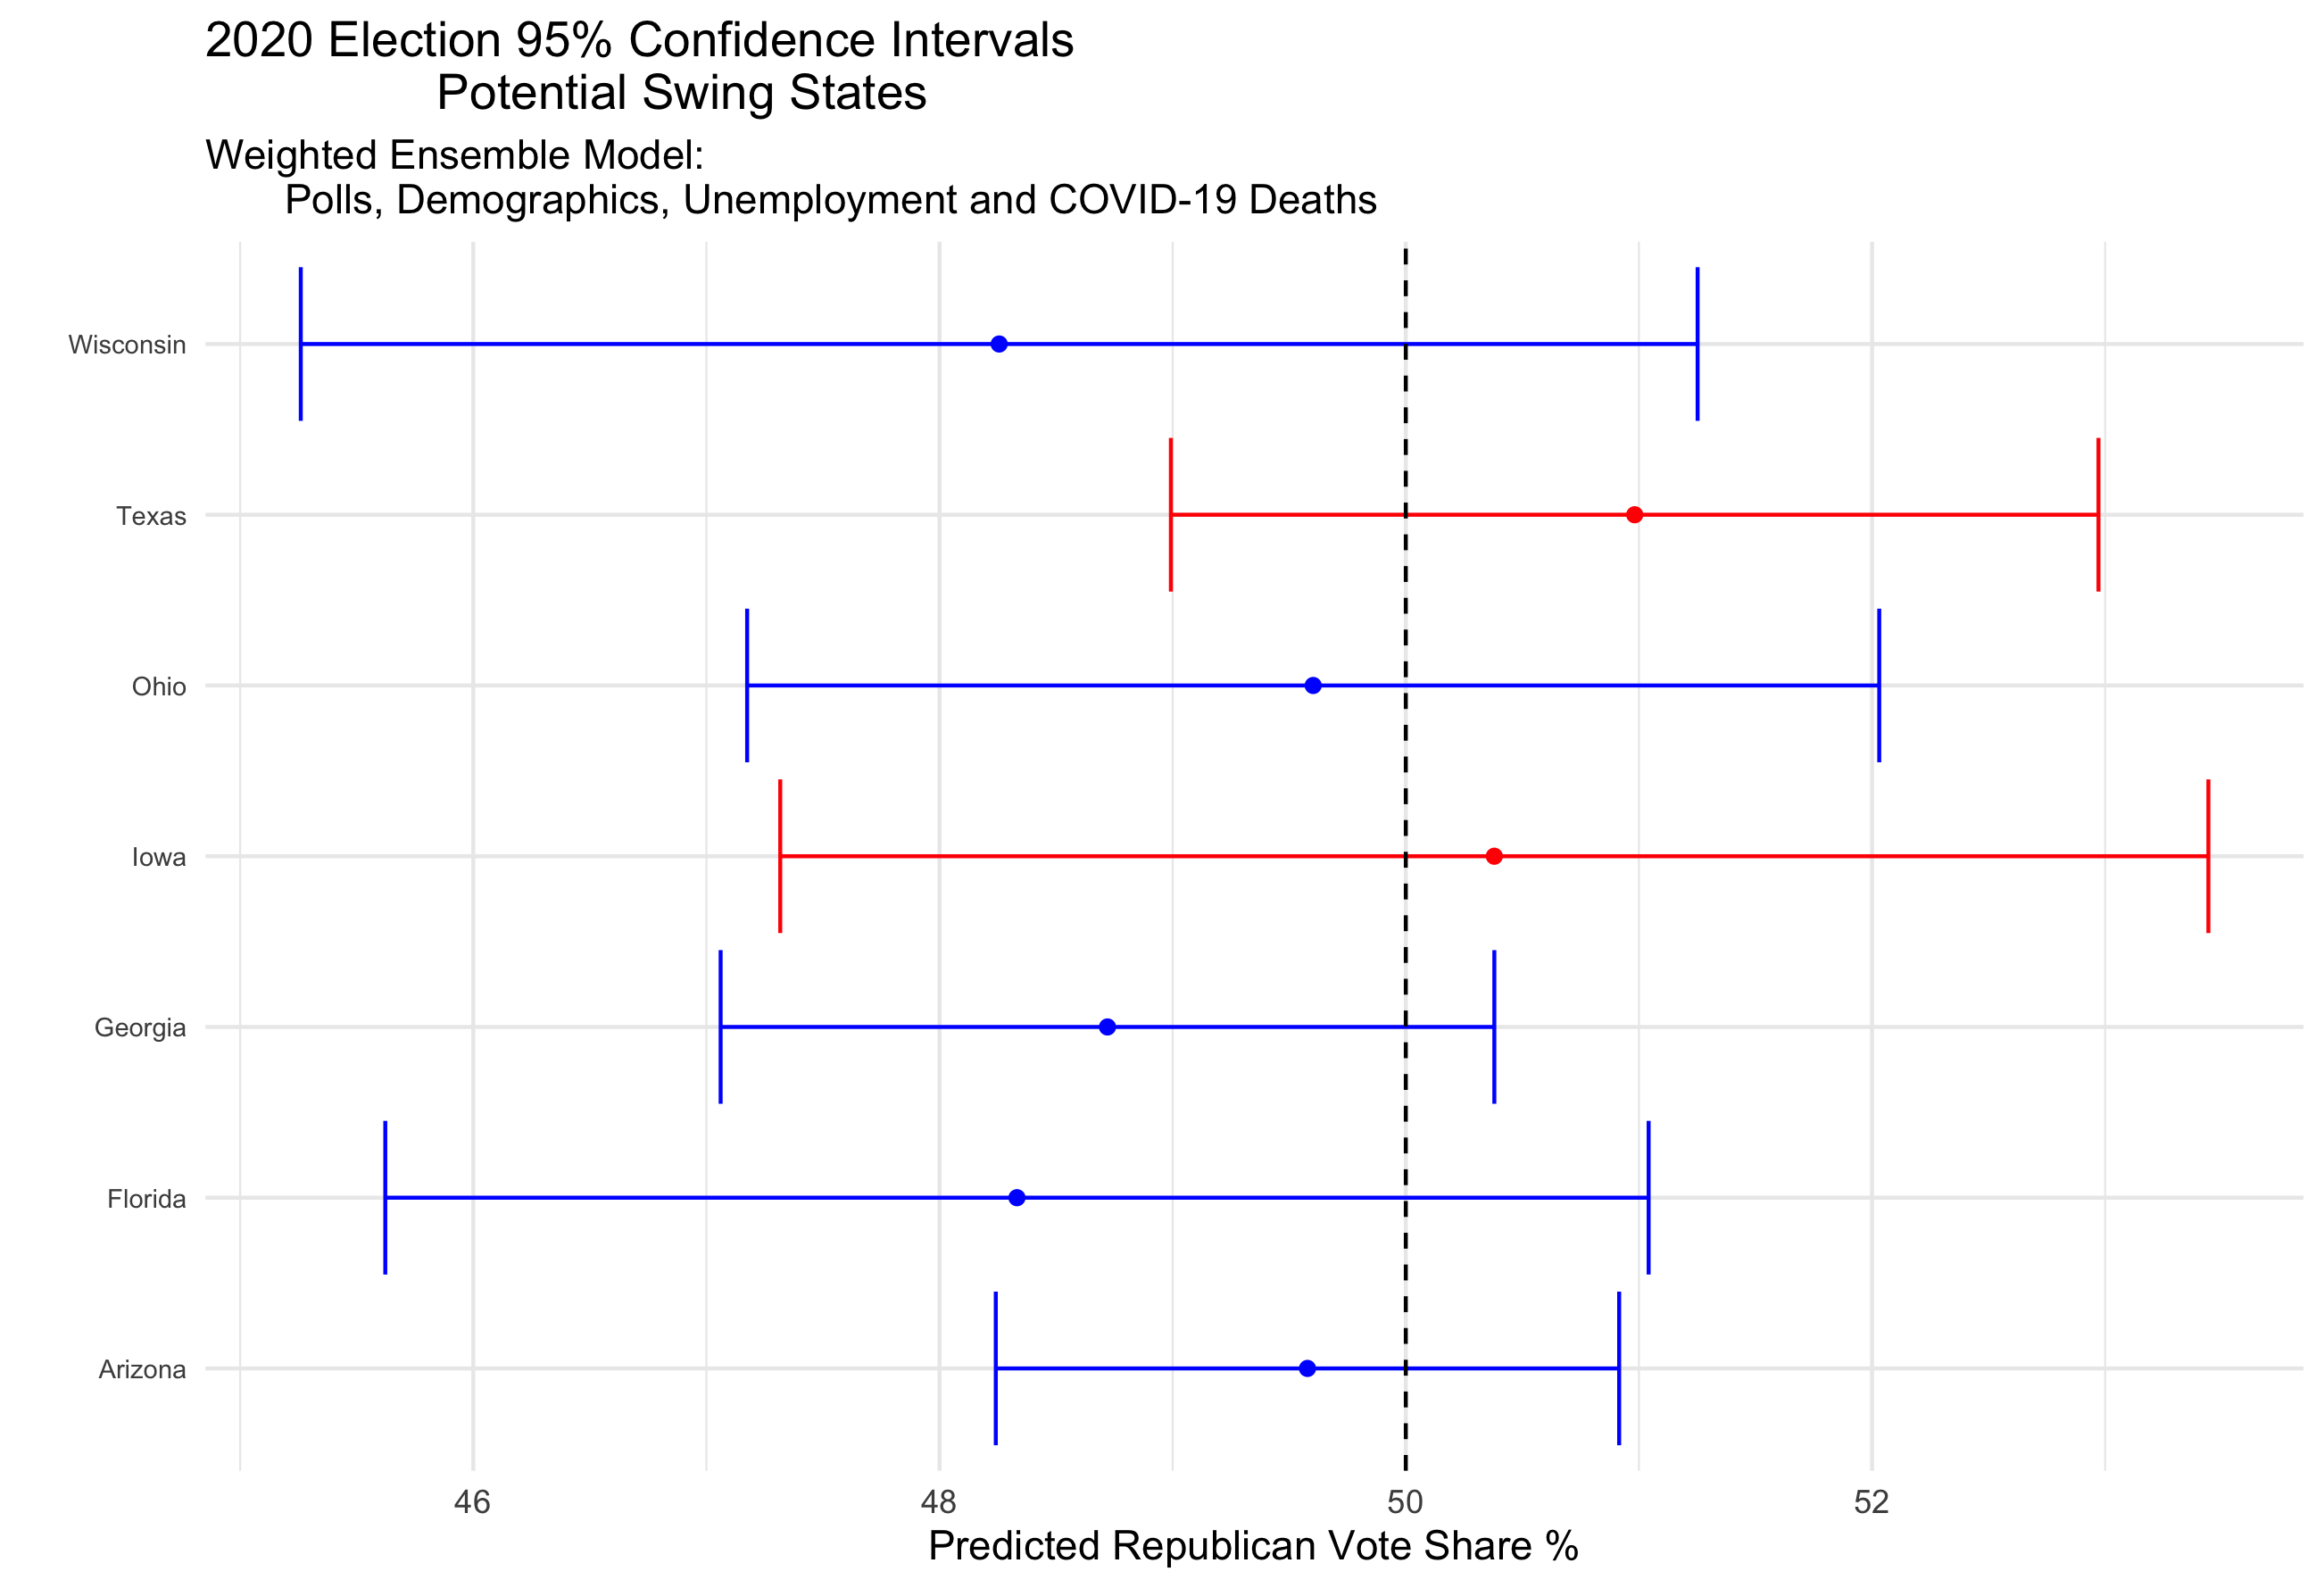 2020 Election 95% Confidence Intervals
Potential Swing States
Weighted Ensemble Model:
Polls, Demographics, Unemployment and COVID-19 Deaths
Wisconsin
Texas
Ohio
Iowa
Georgia
Florida
Arizona
46 48 50 52
Predicted Republican Vote Share %